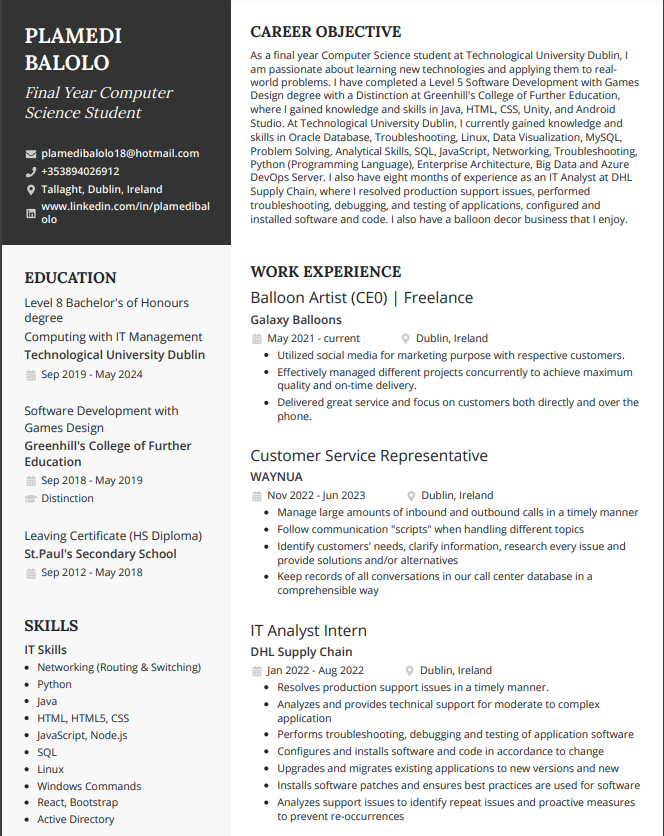 PLAMEDI
BALOLO
Final Year Computer
Science Student
plamedibalolo18@hotmail.com
+353894026912
Tallaght, Dublin, Ireland
www.linkedin.com/in/plamedibal
olo
EDUCATION
Level 8 Bachelor's of Honours
degree
Computing with IT Management
Technological University Dublin
Sep 2019 - May 2024
Software Development with
Games Design
Greenhill's College of Further
Education
Sep 2018 - May 2019
Distinction
Leaving Certificate (HS Diploma)
St.Paul's Secondary School
Sep 2012 - May 2018
SKILLS
IT Skills
• Networking (Routing & Switching)
• Python
• Java
• HTML, HTML5, CSS
• JavaScript, Node.js
• SQL
• Linux
• Windows Commands
• React, Bootstrap
• Active Directory
CAREER OBJECTIVE
As a final year Computer Science student at Technological University Dublin, I
am passionate about learning new technologies and applying them to real-
world problems. I have completed a Level 5 Software Development with Games
Design degree with a Distinction at Greenhill's College of Further Education,
where I gained knowledge and skills in Java, HTML, CSS, Unity, and Android
Studio. At Technological University Dublin, I currently gained knowledge and
skills in Oracle Database, Troubleshooting, Linux, Data Visualization, MySQL,
Problem Solving, Analytical Skills, SQL, JavaScript, Networking, Troubleshooting,
Python (Programming Language), Enterprise Architecture, Big Data and Azure
DevOps Server. I also have eight months of experience as an IT Analyst at DHL
Supply Chain, where I resolved production support issues, performed
troubleshooting, debugging, and testing of applications, configured and
installed software and code. I also have a balloon decor business that I enjoy.
WORK EXPERIENCE
Balloon Artist (CE0) | Freelance
Galaxy Balloons
May 2021 - current Dublin, Ireland
• Utilized social media for marketing purpose with respective customers.
• Effectively managed different projects concurrently to achieve maximum
quality and on-time delivery.
• Delivered great service and focus on customers both directly and over the
phone.
Customer Service Representative
WAYNUA
Nov 2022 - Jun 2023 Dublin, Ireland
• Manage large amounts of inbound and outbound calls in a timely manner
• Follow communication "scripts" when handling different topics
• Identify customers' needs, clarify information, research every issue and
provide solutions and/or alternatives
• Keep records of all conversations in our call center database in a
comprehensible way
IT Analyst Intern
DHL Supply Chain
Jan 2022 - Aug 2022 Dublin, Ireland
• Resolves production support issues in a timely manner.
• Analyzes and provides technical support for moderate to complex
application
• Performs troubleshooting, debugging and testing of application software
• Configures and installs software and code in accordance to change
• Upgrades and migrates existing applications to new versions and new
• Installs software patches and ensures best practices are used for software
• Analyzes support issues to identify repeat issues and proactive measures
to prevent re-occurrences